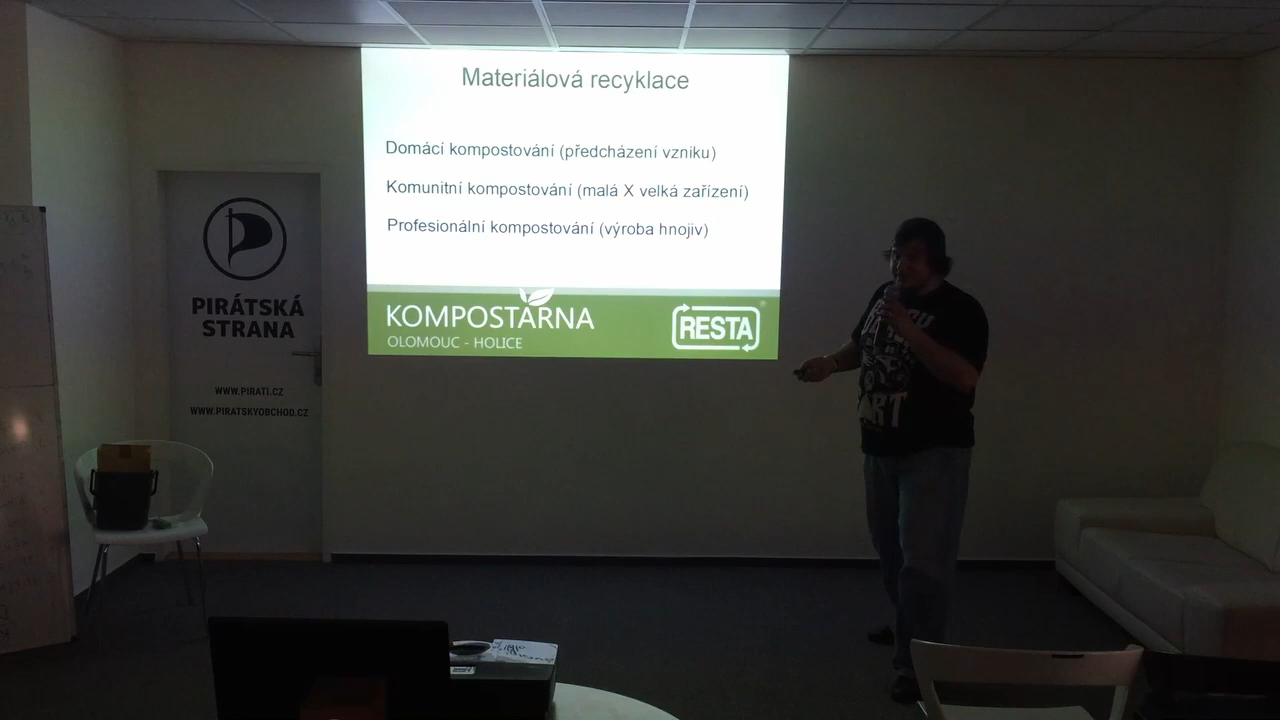 Materiálová recyklace
Domácí kompostování (předcházení vzniku)
Komunitní kompostování (malá X velká zařízení)
Profesionální kompostování (výroba hnojiv)
KOMPOSTÁRNA
OLOMOUC - HOLICE
RESTA
PIRÁTSKÁ
STRANA
WWW.PIRATI.CZ
WWW.PIRATSKYOBCHOD.CZ
ART